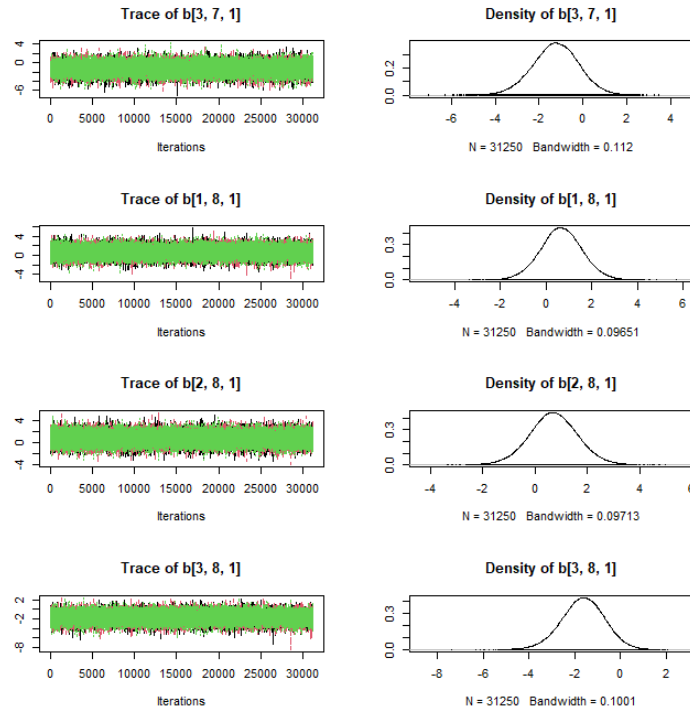 Trace of b[3, 7, 1]
4
0
-6
0 5000 10000 15000 20000 25000 30000
Iterations
Density of b[3, 7, 1]
0.2
0.0
-6 -4 -2 0 2 4
N = 31250 Bandwidth = 0.112
Trace of b[1, 8, 1]
4
0
-4
0 5000 10000 15000 20000 25000 30000
Iterations
Density of b[1, 8, 1]
0.3
0.0
-4 -2 0 2 4 6
N = 31250 Bandwidth = 0.09651
Trace of b[2, 8, 1]
4
0
-4
0 5000 10000 15000 20000 25000 30000
Iterations
Density of b[2, 8, 1]
0.3
0.0
-4 -2 0 2 4 6
N = 31250 Bandwidth = 0.09713
Trace of b[3, 8, 1]
2
-2
-8
0 5000 10000 15000 20000 25000 30000
Iterations
Density of b[3, 8, 1]
0.3
0.0
-8 -6 -4 -2 0 2
N = 31250 Bandwidth = 0.1001